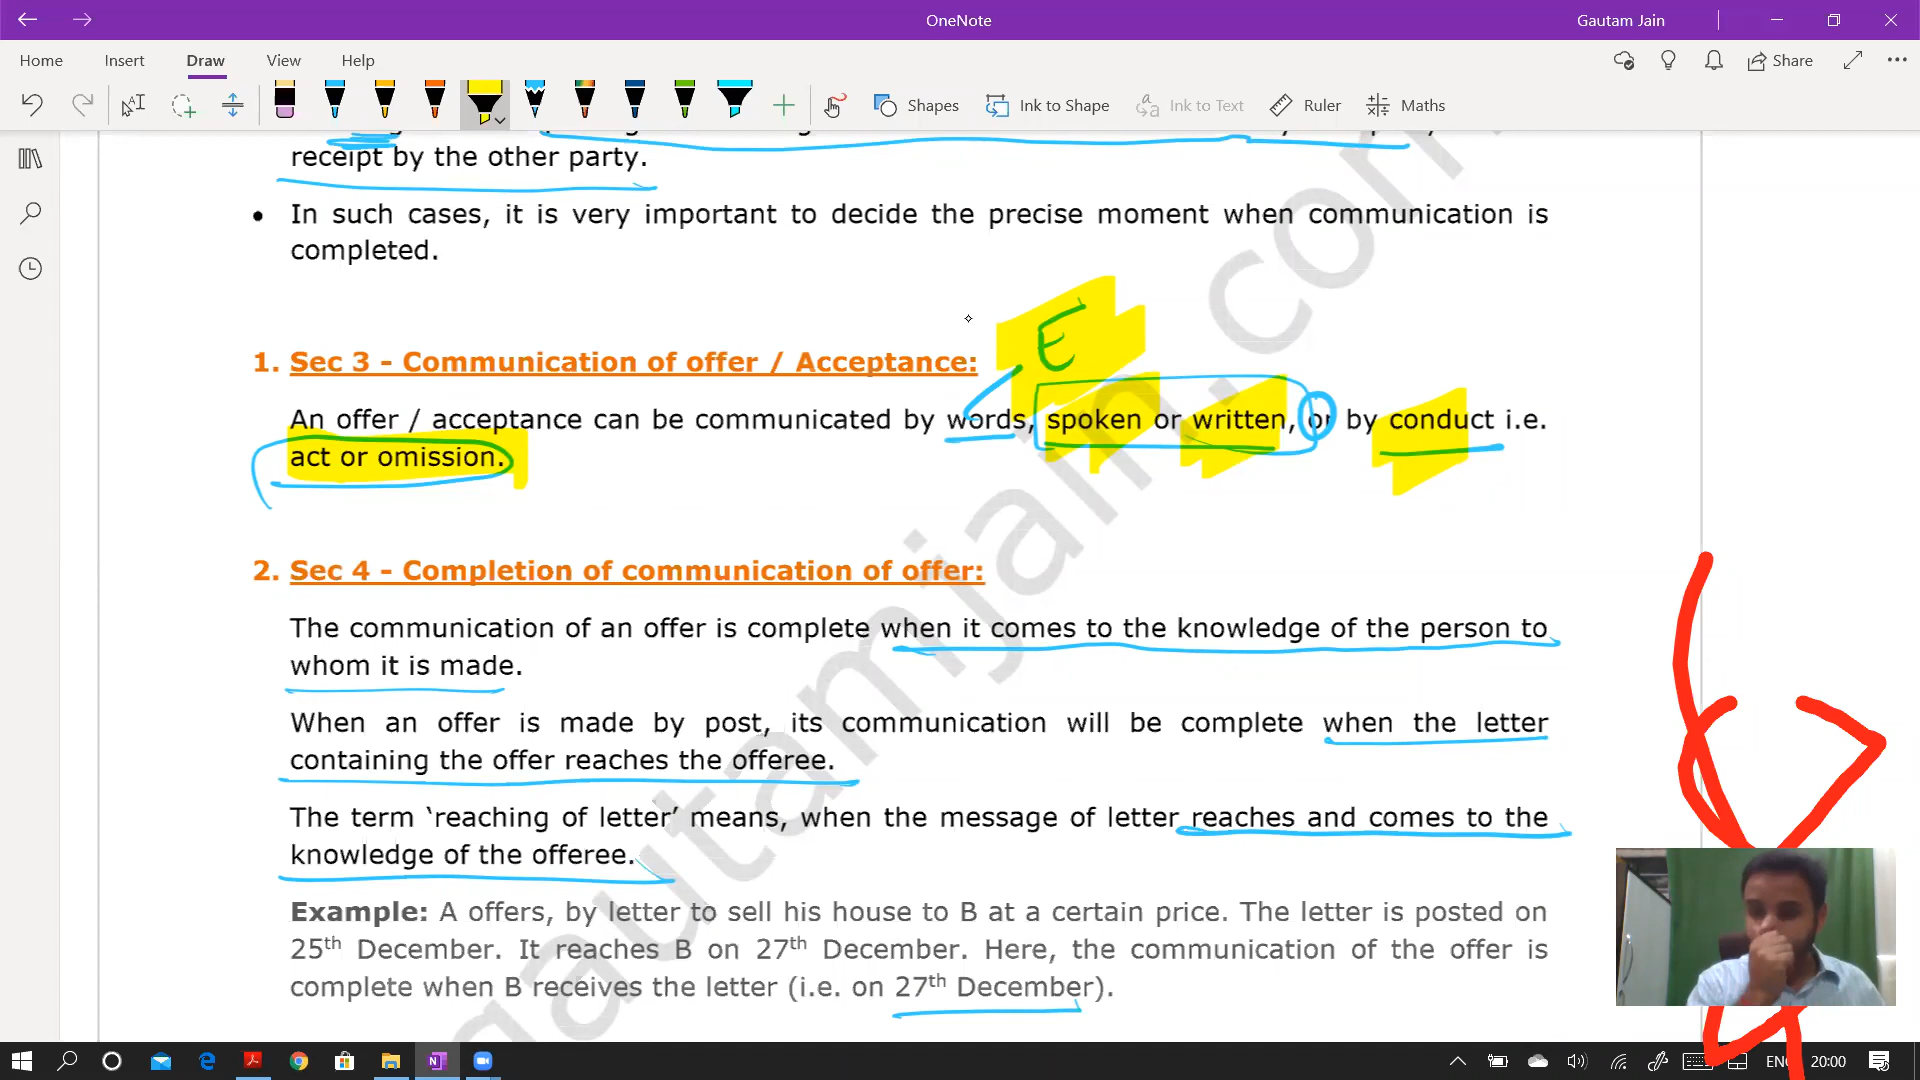 OneNote
Gautam Jain
Home Insert Draw View Help
Share
Shapes Ink to Shape Ink to Text Ruler Maths
receipt by the other party.
• In such cases, it is very important to decide the precise moment when communication is
completed.
E
1. Sec 3 - Communication of offer / Acceptance:
An offer / acceptance can be communicated by words, spoken or written, or by conduct i.e.
act or omission.
2. Sec 4 - Completion of communication of offer:
The communication of an offer is complete when it comes to the knowledge of the person to
whom it is made.
When an offer is made by post, its communication will be complete when the letter
containing the offer reaches the offeree.
The term ‘reaching of letter’ means, when the message of letter reaches and comes to the
knowledge of the offeree.
Example: A offers, by letter to sell his house to B at a certain price. The letter is posted on
25th December. It reaches B on 27th December. Here, the communication of the offer is
complete when B receives the letter (i.e. on 27th December).
gautamjain.com
20:00